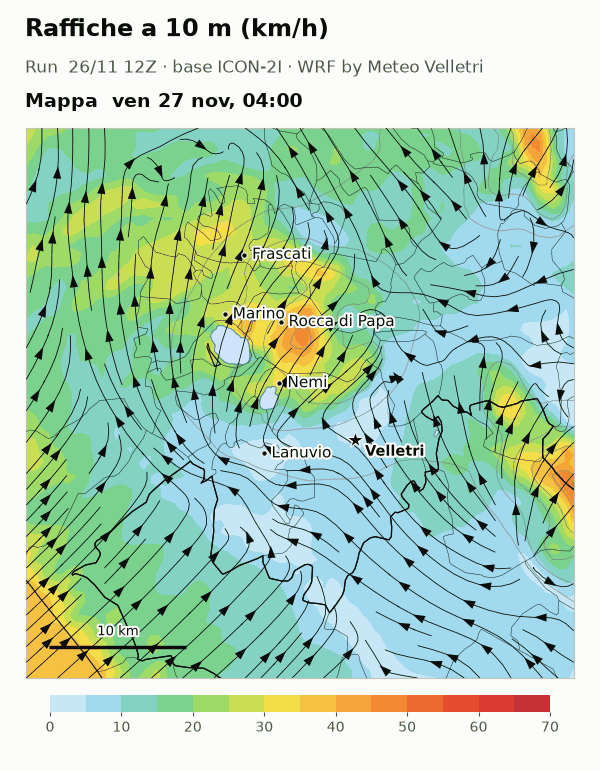 Raffiche a 10 m (km/h)
Run  26/11 12Z · base ICON-2I · WRF by Meteo Velletri
Mappa  ven 27 nov, 04:00
Frascati
Marino
Rocca di Papa
Nemi
Velletri
Lanuvio
10 km
0 10 20 30 40 50 60 70